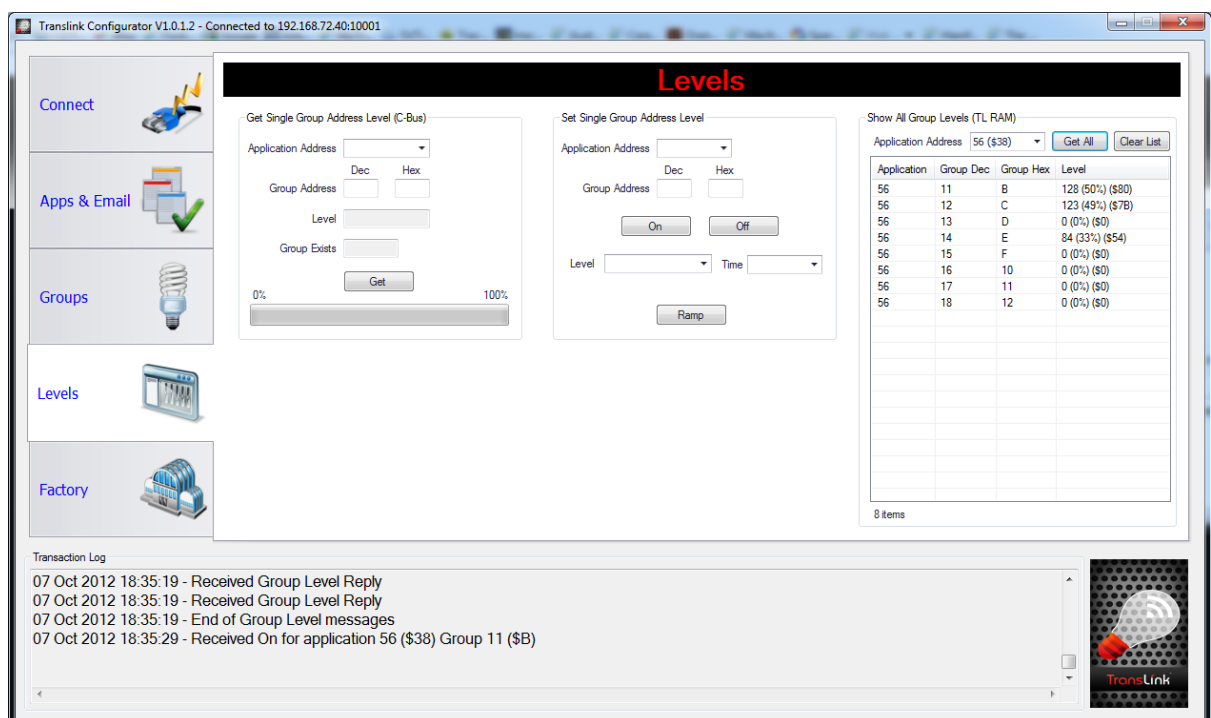 Translink Configurator V1.0.1.2 - Connected to 192.168.72.40:10001
Connect
Apps & Email
Groups
Levels
Factory
Levels
Get Single Group Address Level (C-Bus)
Application Address
Dec Hex
Group Address
Level
Group Exists
Get
0% 100%
Set Single Group Address Level
Application Address
Dec Hex
Group Address
On Off
Level Time
Ramp
Show All Group Levels (TL RAM)
Application Address 56 ($38) Get All Clear List
Application Group Dec Group Hex Level
56 11 B 128 (50%) ($80)
56 12 C 123 (49%) ($7B)
56 13 D 0 (0%) ($0)
56 14 E 84 (33%) ($54)
56 15 F 0 (0%) ($0)
56 16 10 0 (0%) ($0)
56 17 11 0 (0%) ($0)
56 18 12 0 (0%) ($0)
8 items
Transaction Log
07 Oct 2012 18:35:19 - Received Group Level Reply
07 Oct 2012 18:35:19 - Received Group Level Reply
07 Oct 2012 18:35:19 - End of Group Level messages
07 Oct 2012 18:35:29 - Received On for application 56 ($38) Group 11 ($B)
TransLink